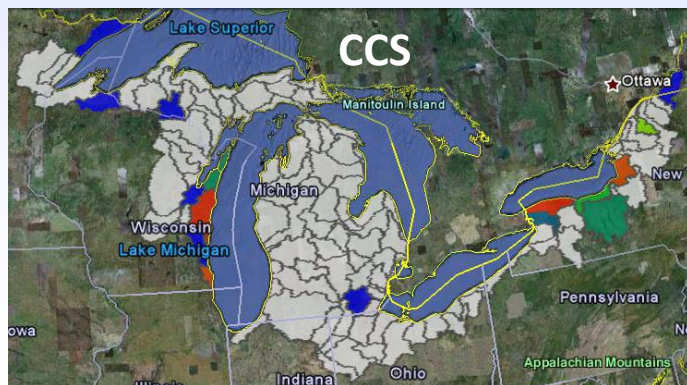 Lake Superior
CCS
Ottawa
Manitoulin Island
Michigan
New
Wisconsin
Lake Michigan
Pennsylvania
owa
Appalachian Mountains
Ohio
Indiana